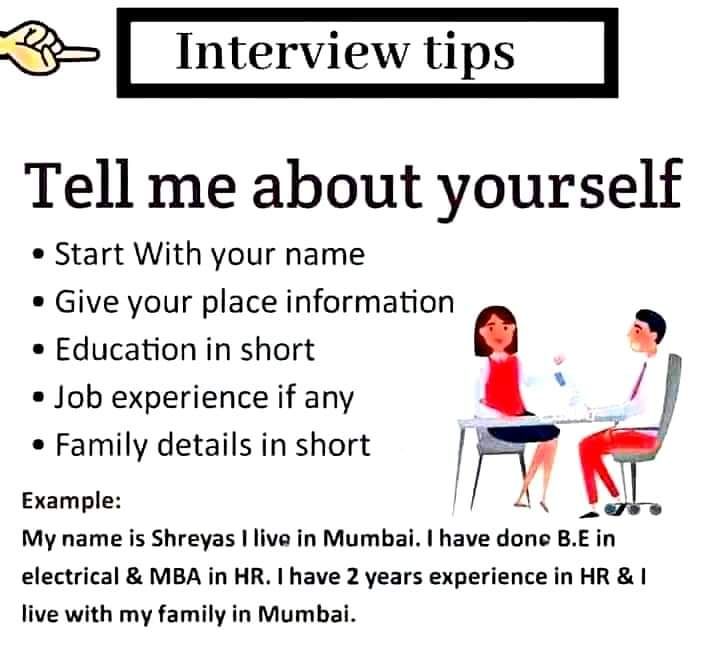 Interview tips
Tell me about yourself
• Start With your name
• Give your place information
• Education in short
• Job experience if any
• Family details in short
Example:
My name is Shreyas I live in Mumbai. I have done B.E in
electrical & MBA in HR. I have 2 years experience in HR & I
live with my family in Mumbai.